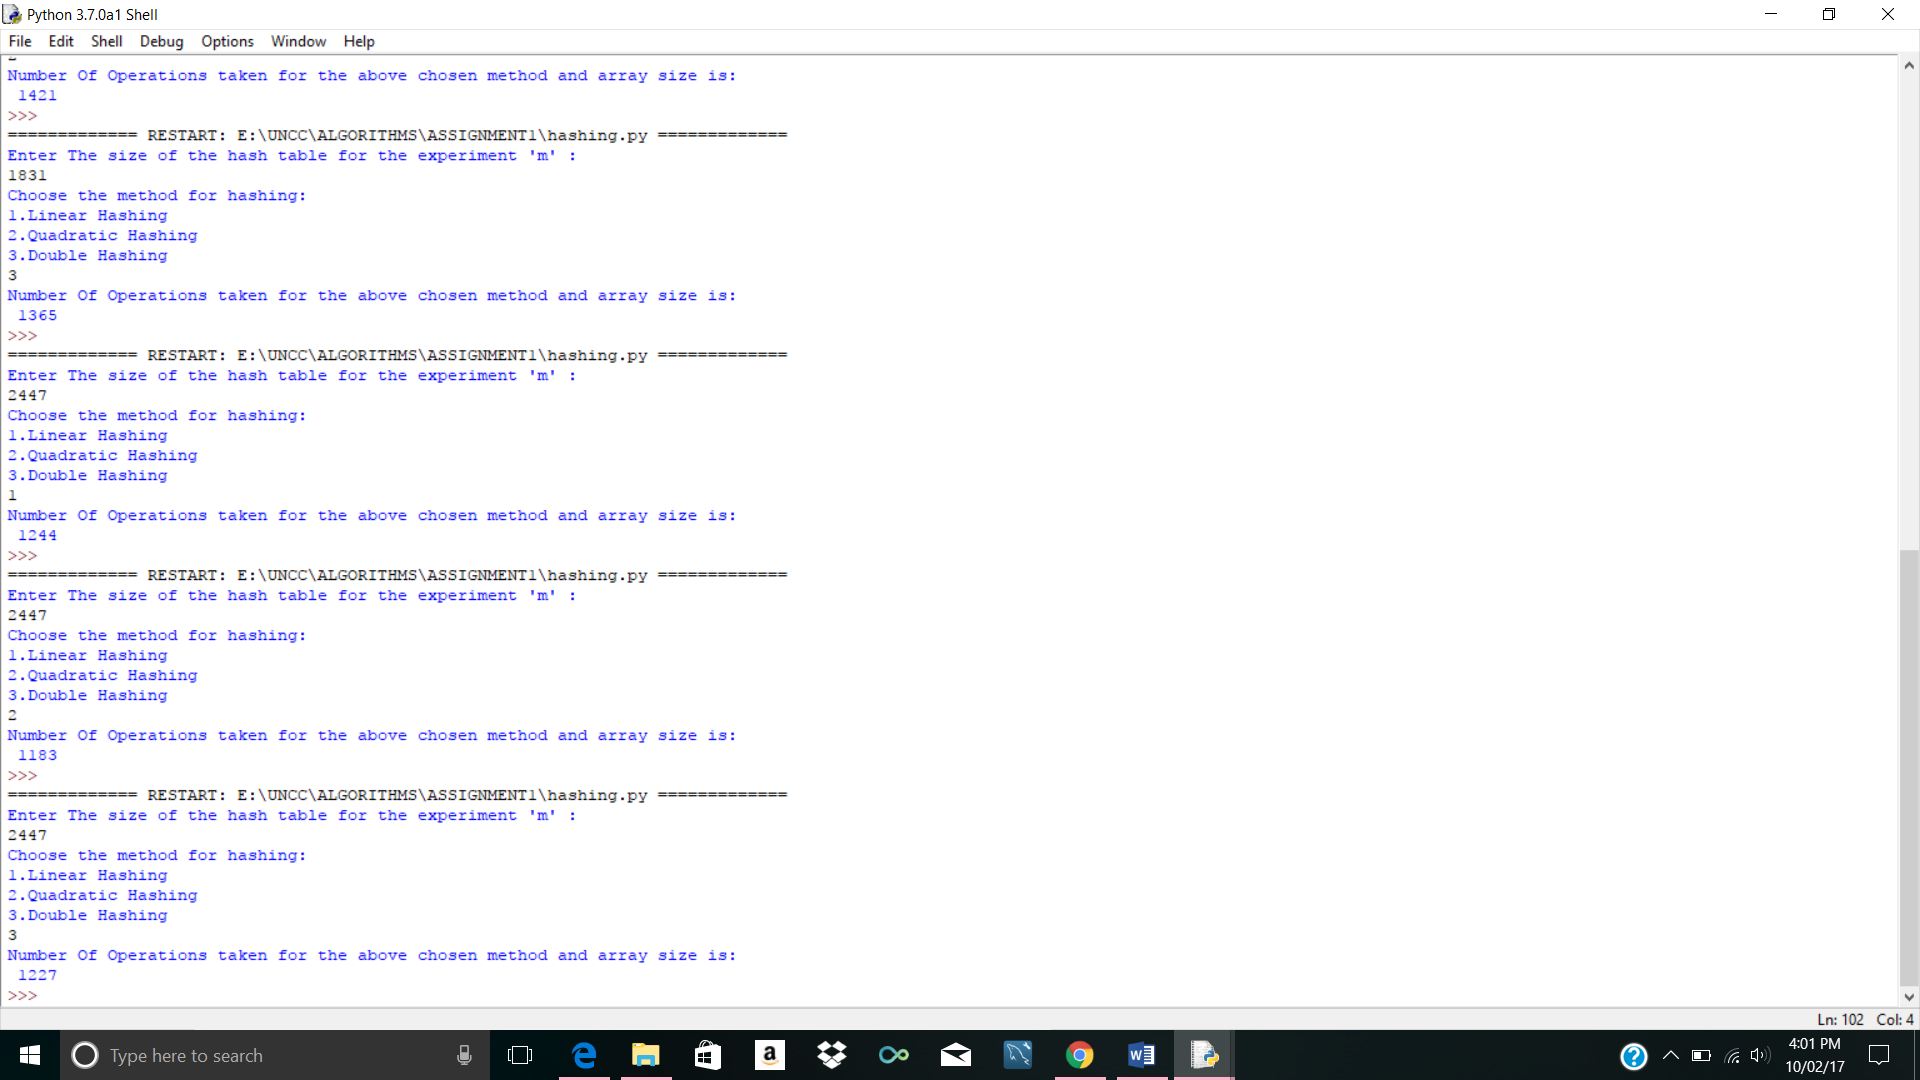 Python 3.7.0a1 Shell
File Edit Shell Debug Options Window Help
Number Of Operations taken for the above chosen method and array size is:
1421
>>>
============= RESTART: E:\UNCC\ALGORITHMS\ASSIGNMENT1\hashing.py =============
Enter The size of the hash table for the experiment 'm' :
1831
Choose the method for hashing:
1.Linear Hashing
2.Quadratic Hashing
3.Double Hashing
3
Number Of Operations taken for the above chosen method and array size is:
1365
>>>
============= RESTART: E:\UNCC\ALGORITHMS\ASSIGNMENT1\hashing.py =============
Enter The size of the hash table for the experiment 'm' :
2447
Choose the method for hashing:
1.Linear Hashing
2.Quadratic Hashing
3.Double Hashing
1
Number Of Operations taken for the above chosen method and array size is:
1244
>>>
============= RESTART: E:\UNCC\ALGORITHMS\ASSIGNMENT1\hashing.py =============
Enter The size of the hash table for the experiment 'm' :
2447
Choose the method for hashing:
1.Linear Hashing
2.Quadratic Hashing
3.Double Hashing
2
Number Of Operations taken for the above chosen method and array size is:
1183
>>>
============= RESTART: E:\UNCC\ALGORITHMS\ASSIGNMENT1\hashing.py =============
Enter The size of the hash table for the experiment 'm' :
2447
Choose the method for hashing:
1.Linear Hashing
2.Quadratic Hashing
3.Double Hashing
3
Number Of Operations taken for the above chosen method and array size is:
1227
>>>
Ln: 102 Col: 4
Type here to search
4:01 PM
10/02/17